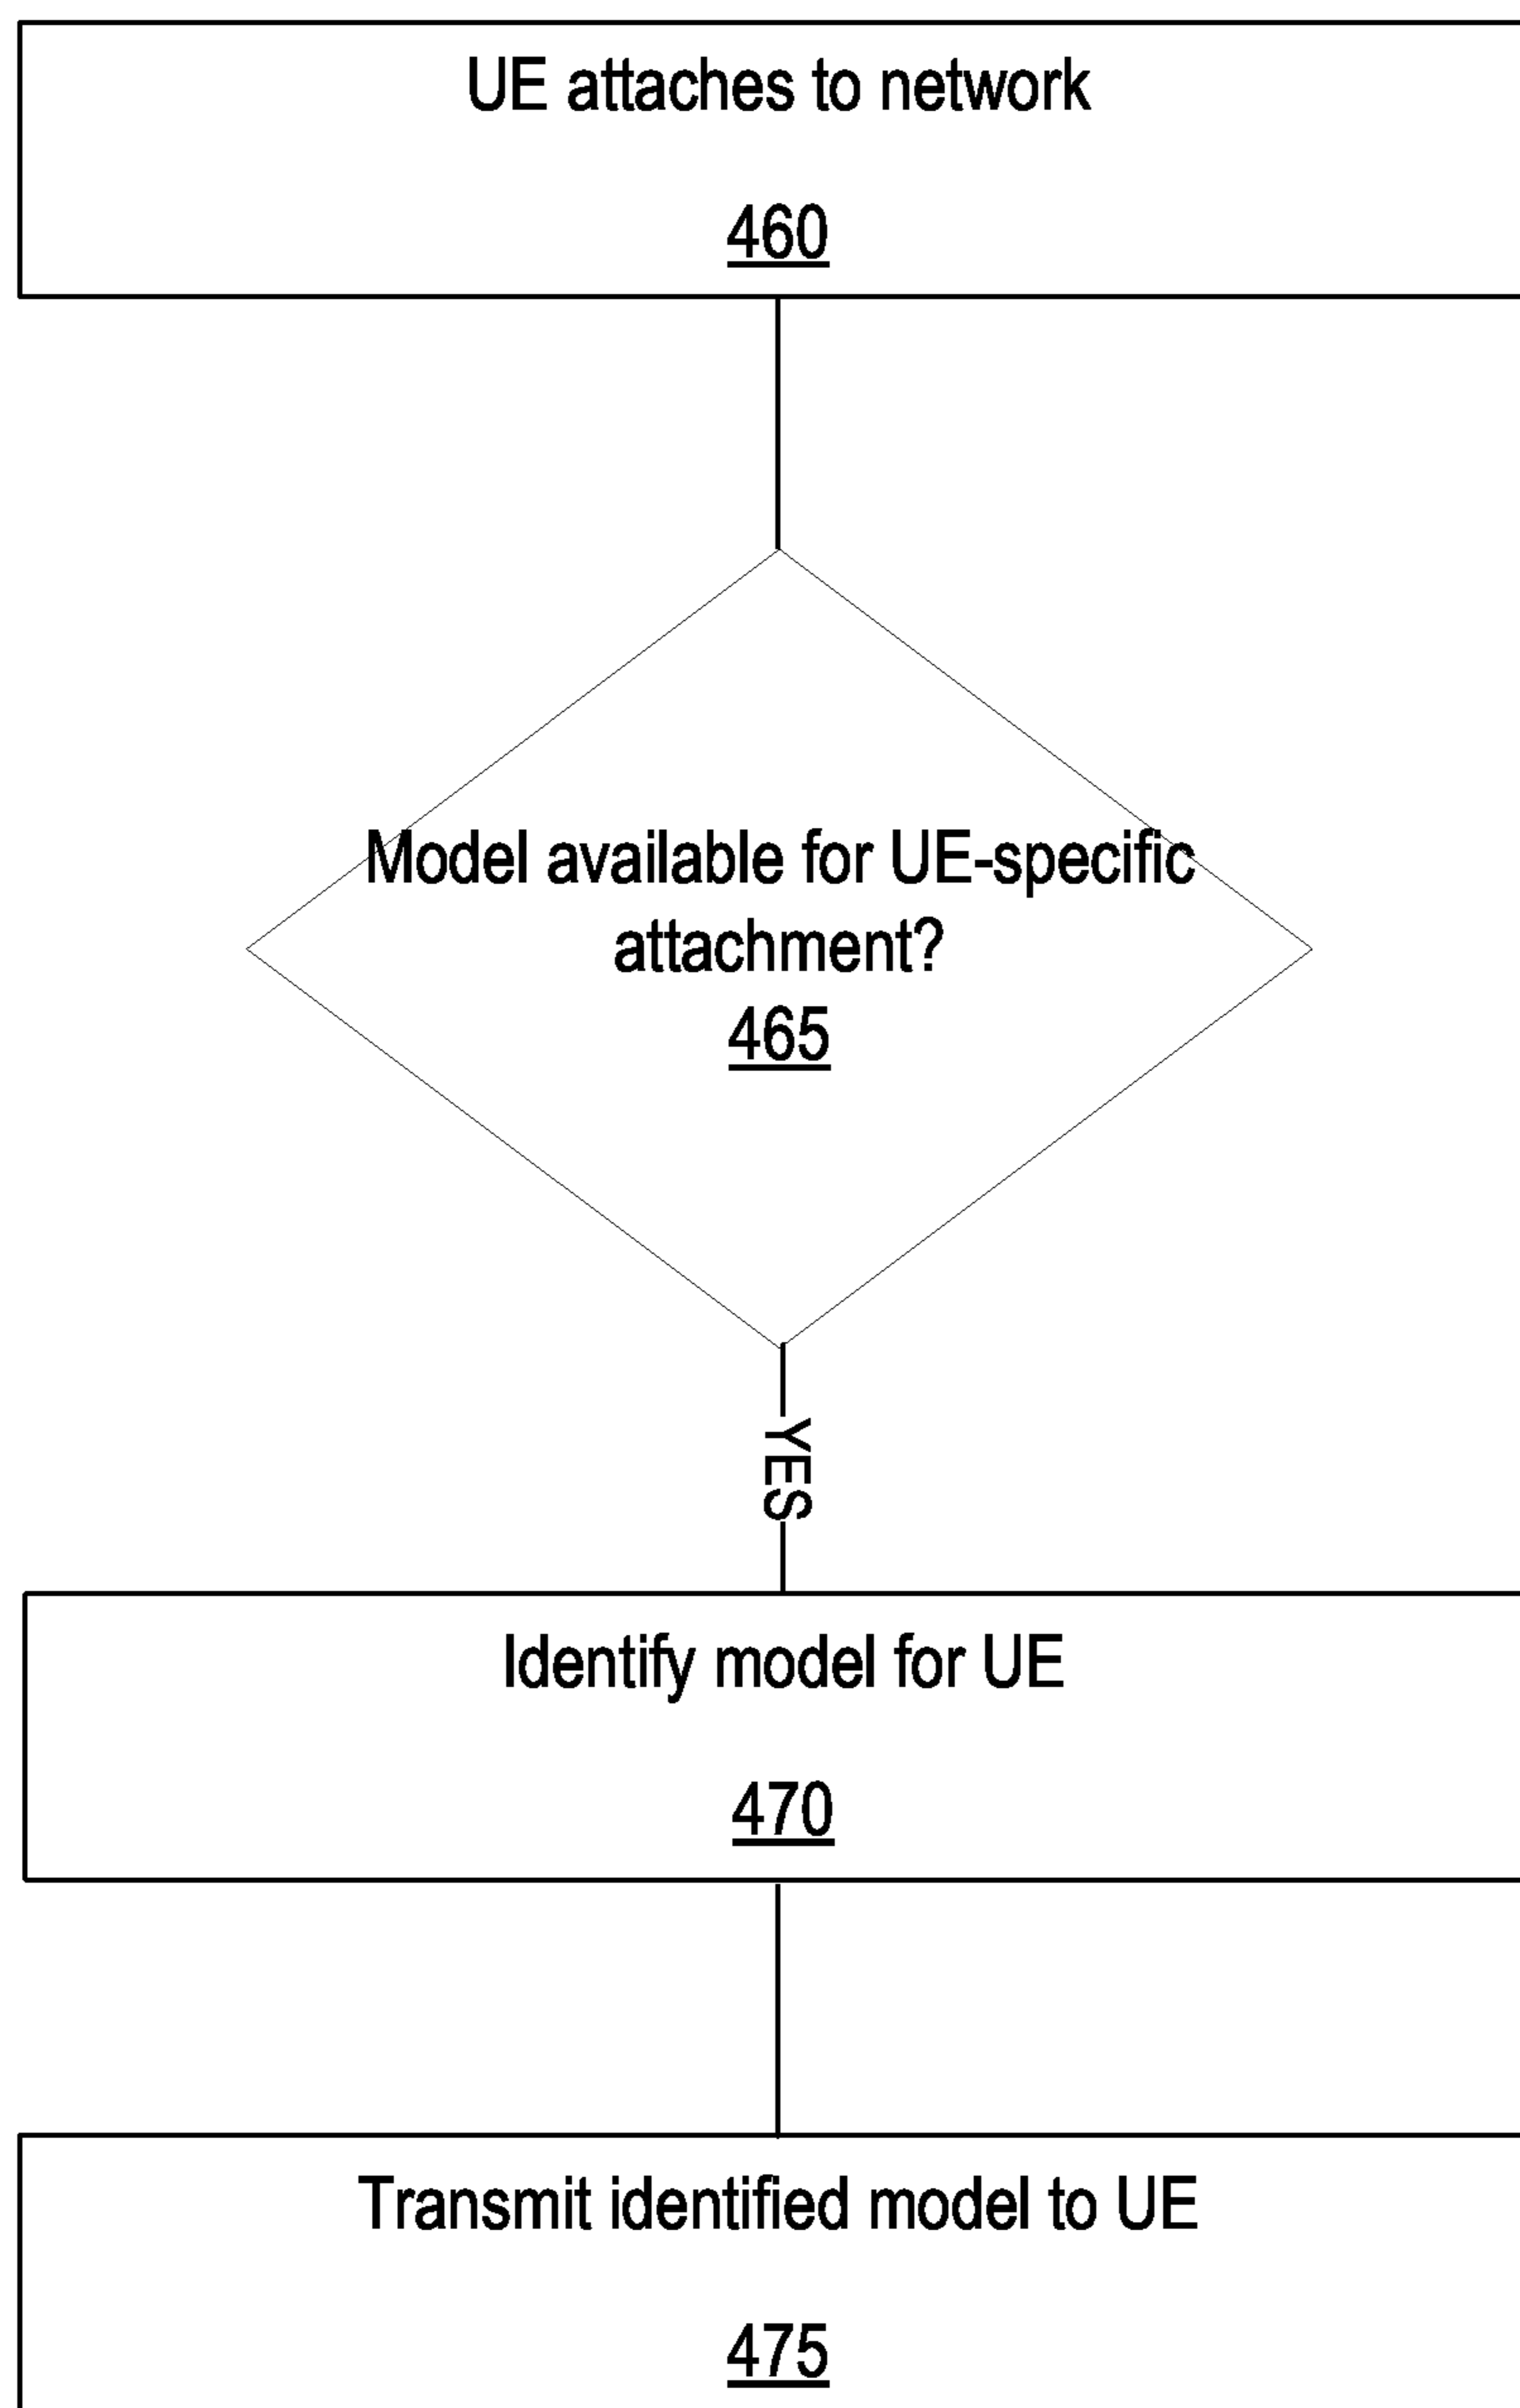 UE attaches to network
460
Model available for UE-specific
attachment?
465
YES
Identify model for UE
470
Transmit identified model to UE
475